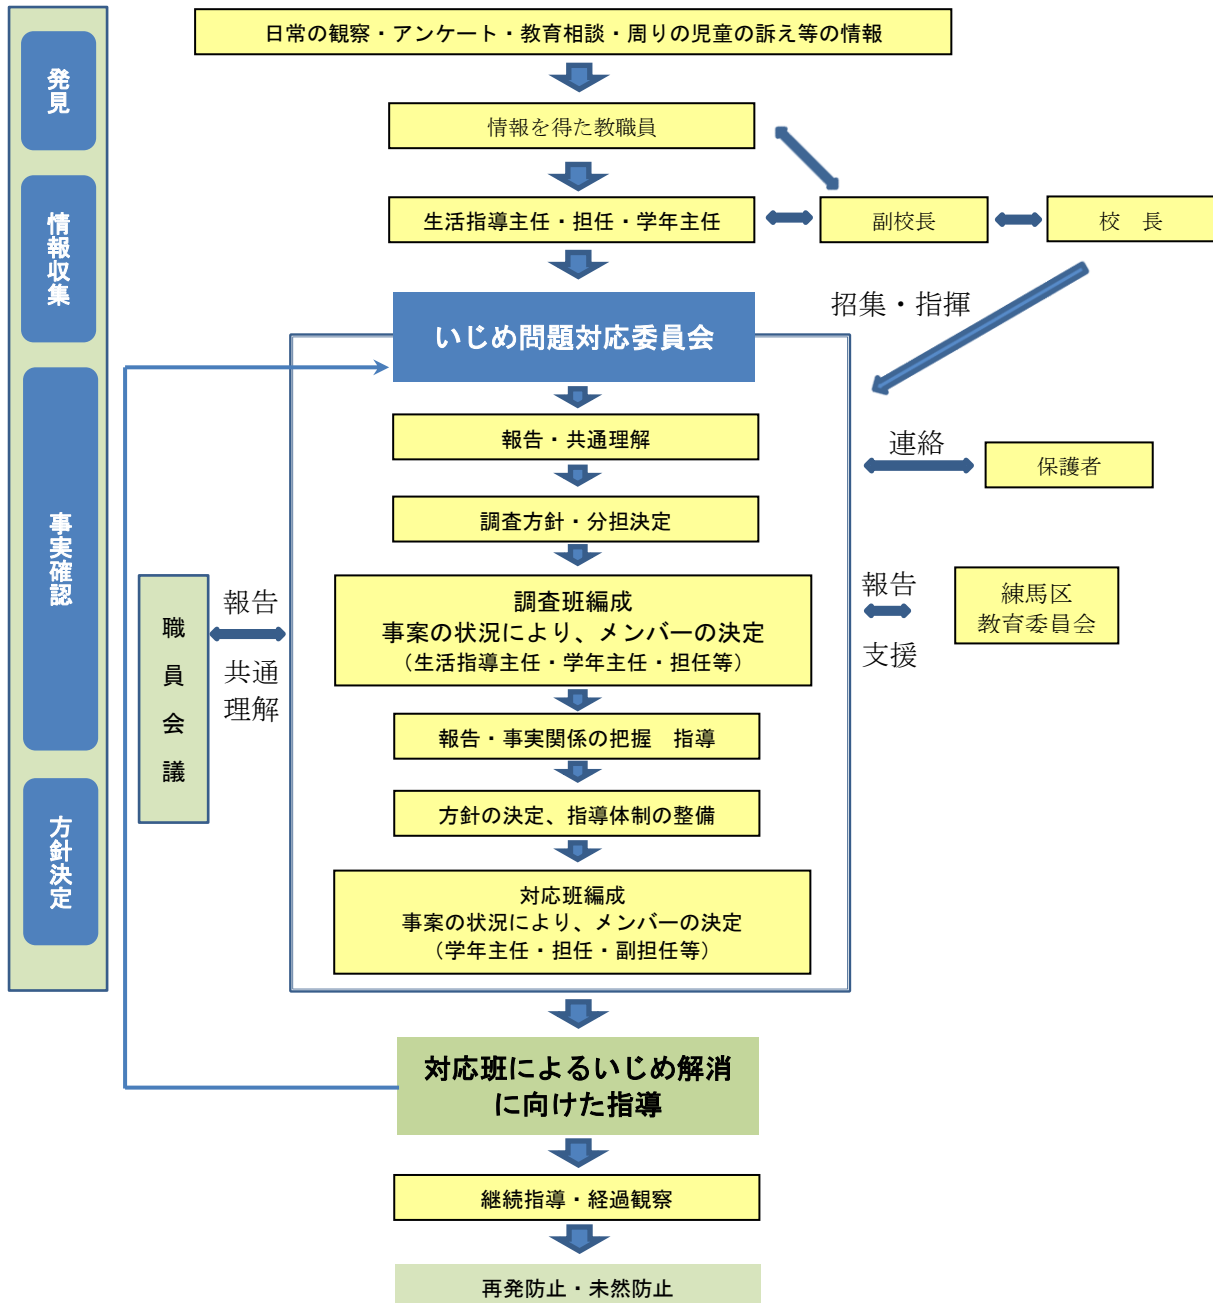 日常の観察・アンケート・教育相談・周りの児童の訴え等の情報
発見
情報を得た教職員
情報収集
生活指導主任・担任・学年主任
副校長
校　長
招集・指揮
いじめ問題対応委員会
報告・共通理解
連絡
保護者
事実確認
調査方針・分担決定
職員会議
報告
共通
理解
調査班編成
事案の状況により、メンバーの決定
（生活指導主任・学年主任・担任等）
報告
支援
練馬区
教育委員会
報告・事実関係の把握　指導
方針決定
方針の決定、指導体制の整備
対応班編成
事案の状況により、メンバーの決定
（学年主任・担任・副担任等）
対応班によるいじめ解消
に向けた指導
継続指導・経過観察
再発防止・未然防止